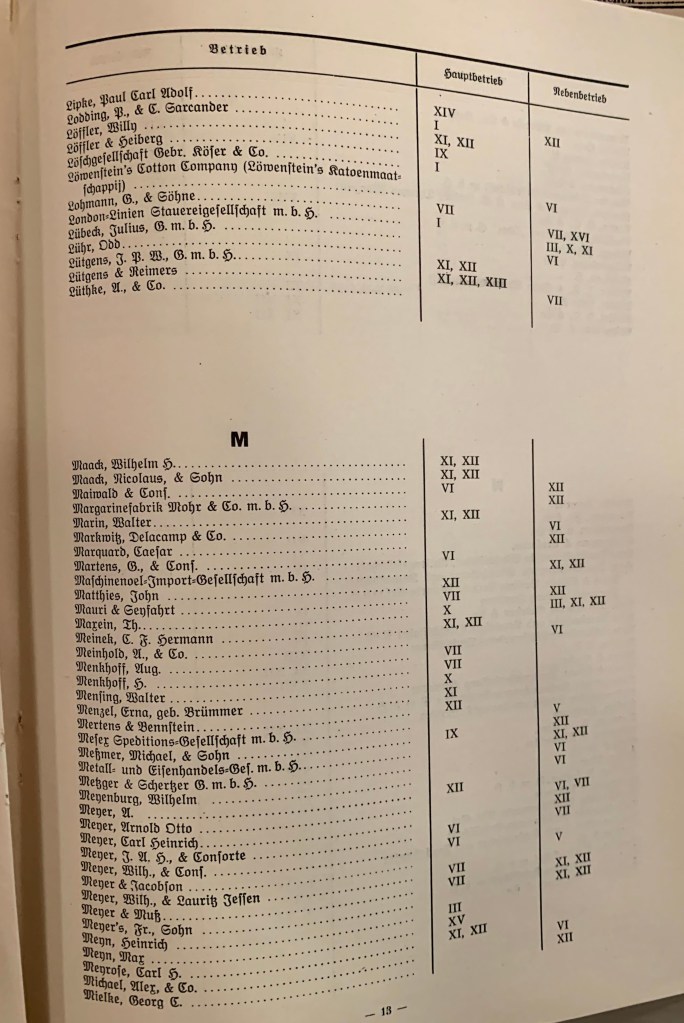 Betrieb
Hauptbetrieb
Nebenbetrieb
Lipke, Paul Carl Adolf
Lodding, P., & C. Sarcander
Löffler, Willy
Löffler & Heiberg
Löschgesellschaft Gebr. Köser & Co.
Löwenstein's Cotton Company (Löwenstein's Katoenmaat-
schappij)
Lohmann, G., & Söhne
London-Linien Stauereigesellschaft m. b. H.
Lübeck, Julius, G. m. b. H.
Lühr, Odd
Lütgens, J. P. W., G. m. b. H.
Lütgens & Reimers
Lüthke, A., & Co.
XIV
I
XI, XII
IX
I
VII
I
XI, XII
XI, XII, XIII
XII
VI
VII, XVI
III, X, XI
VI
VII
M
Maack, Wilhelm H.
Maack, Nicolaus, & Sohn
Maiwald & Cons.
Margarinefabrik Mohr & Co. m. b. H.
Marin, Walter
Markwitz, Delacamp & Co.
Marquard, Caesar
Martens, G., & Cons.
Maschinenoel-Import-Gesellschaft m. b. H.
Matthies, John
Mauri & Seyfahrt
Maxein, Th.
Meinek, C. F. Hermann
Meinhold, A., & Co.
Menkhoff, Aug.
Menkhoff, H.
Mensing, Walter
Menzel, Erna, geb. Brümmer
Mertens & Bennstein
Mesex Speditions-Gesellschaft m. b. H.
Meßmer, Michael, & Sohn
Metall- und Eisenhandels-Ges. m. b. H.
Metzger & Schertzer G. m. b. H.
Meyenburg, Wilhelm
Meyer, A.
Meyer, Arnold Otto
Meyer, Carl Heinrich
Meyer, J. A. H., & Consorte
Meyer, Wilh., & Cons.
Meyer & Jacobson
Meyer, Wilh., & Lauritz Jessen
Meyer & Muß
Meyer's, Fr., Sohn
Meyn, Heinrich
Meyn, Max
Meyrose, Carl H.
Michael, Alex, & Co.
Mielke, Georg C.
XI, XII
XI, XII
VI
XI, XII
VI
XII
VII
X
XI, XII
VII
VII
X
XI
XII
IX
XII
VI
VI
VII
VII
III
XV
XI, XII
XII
XII
VI
XII
XI, XII
XII
III, XI, XII
VI
V
XII
XI, XII
VI
VI
VI, VII
XII
VII
V
XI, XII
XI, XII
VI
XII
— 13 —